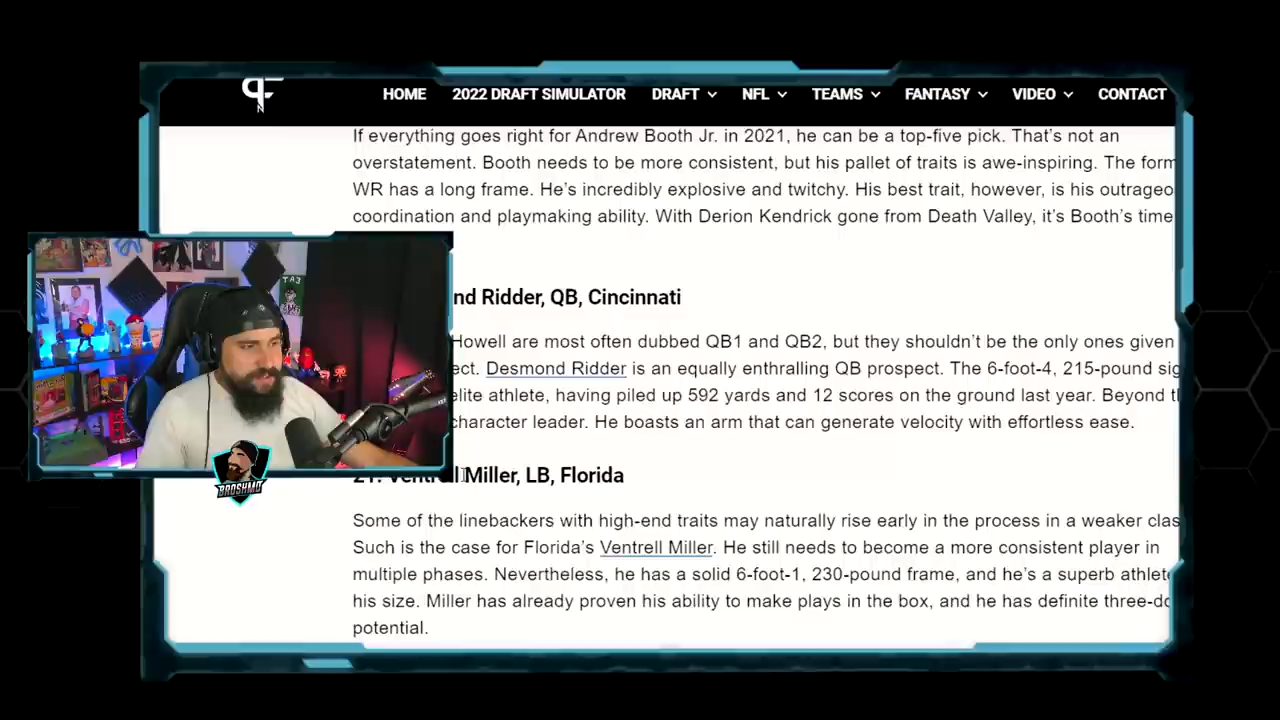 HOME 2022 DRAFT SIMULATOR DRAFT NFL TEAMS FANTASY VIDEO CONTACT
If everything goes right for Andrew Booth Jr. in 2021, he can be a top-five pick. That's not an
overstatement. Booth needs to be more consistent, but his pallet of traits is awe-inspiring. The form
WR has a long frame. He's incredibly explosive and twitchy. His best trait, however, is his outrageo
coordination and playmaking ability. With Derion Kendrick gone from Death Valley, it's Booth's time
nd Ridder, QB, Cincinnati
Howell are most often dubbed QB1 and QB2, but they shouldn't be the only ones given
ect. Desmond Ridder is an equally enthralling QB prospect. The 6-foot-4, 215-pound sig
elite athlete, having piled up 592 yards and 12 scores on the ground last year. Beyond t
character leader. He boasts an arm that can generate velocity with effortless ease.
21. Ventrell Miller, LB, Florida
Some of the linebackers with high-end traits may naturally rise early in the process in a weaker clas
Such is the case for Florida's Ventrell Miller. He still needs to become a more consistent player in
multiple phases. Nevertheless, he has a solid 6-foot-1, 230-pound frame, and he's a superb athlete
his size. Miller has already proven his ability to make plays in the box, and he has definite three-do
potential.
BROSHMO